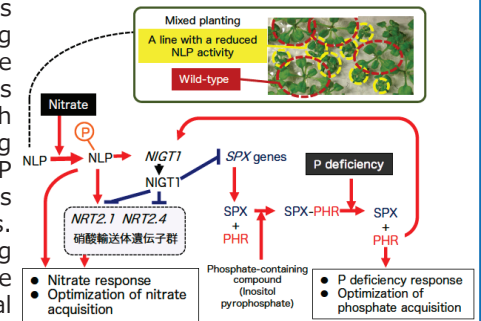 Mixed planting
A line with a reduced
NLP activity
Wild-type
Nitrate
P
NLP
NLP
NIGT1
NIGT1
SPX genes
P deficiency
NRT2.1 NRT2.4
硝酸輸送体遺伝子群
SPX
+
PHR
SPX-PHR
SPX
+
PHR
Phosphate-containing
compound
(Inositol
pyrophosphate)
● Nitrate response
● Optimization of nitrate
acquisition
● P deficiency response
● Optimization of
phosphate acquisition